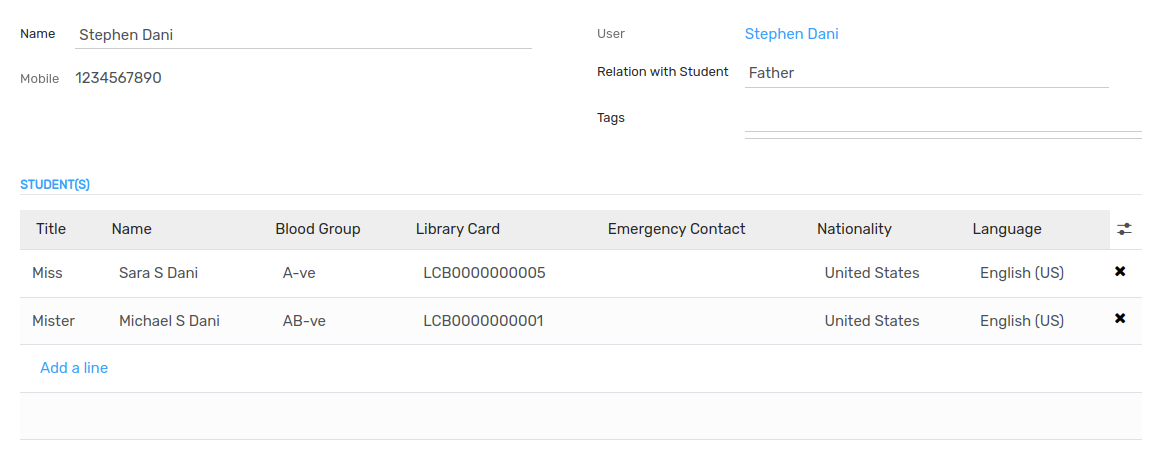 Name Stephen Dani
User Stephen Dani
Mobile 1234567890
Relation with Student Father
Tags
STUDENT(S)
Title Name Blood Group Library Card Emergency Contact Nationality Language
Miss Sara S Dani A-ve LCB0000000005 United States English (US)
Mister Michael S Dani AB-ve LCB0000000001 United States English (US)
Add a line